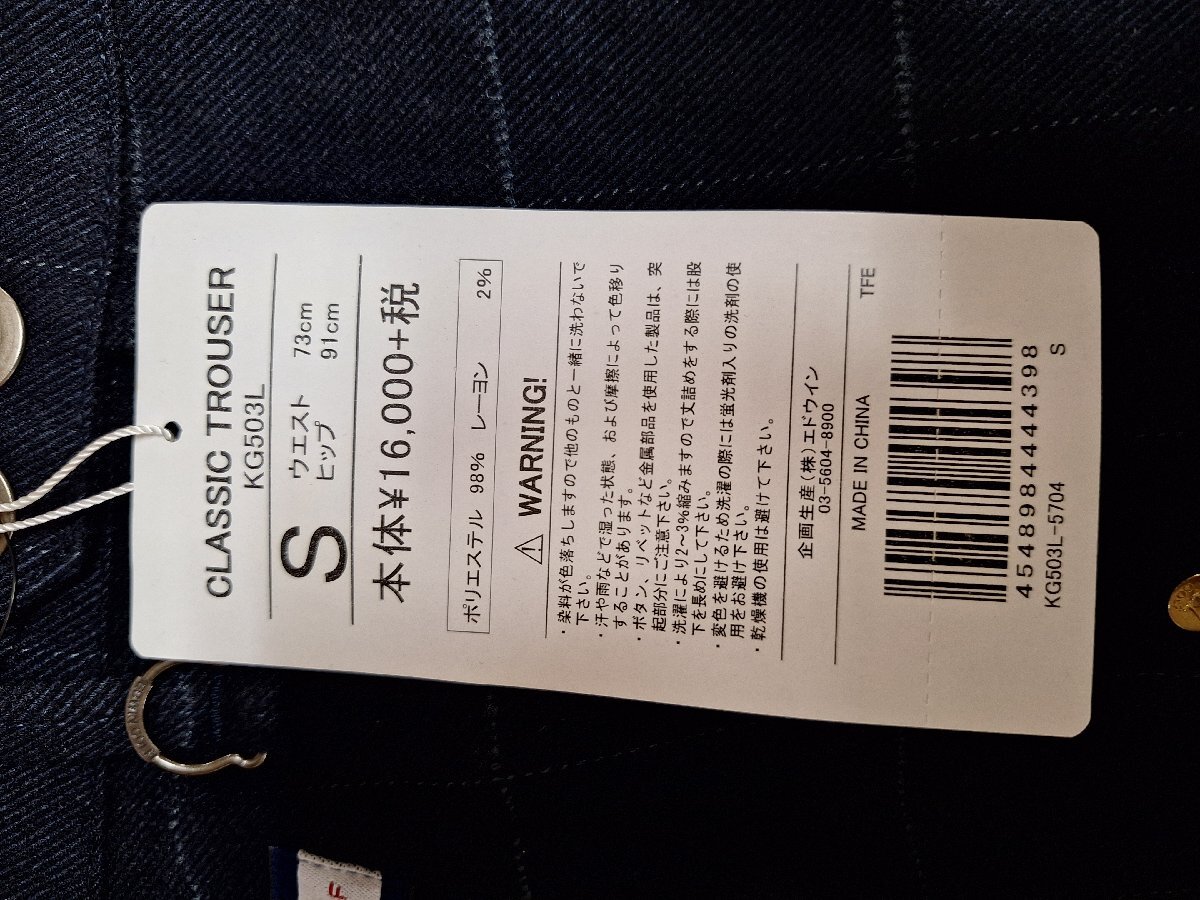 CLASSIC TROUSER
KG503L
S
ウエスト 73cm
ヒップ 91cm
本体¥16,000+税
ポリエステル 98% レーヨン 2%
WARNING!
・染料が色落ちしますので他のものと一緒に洗わないで
下さい。
・汗や雨などで湿った状態、および摩擦によって色移り
することがあります。
・ボタン、リベットなど金属部品を使用した製品は、突
起部分にご注意下さい。
・洗濯により2〜3%縮みますので丈詰めをする際には股
下を長めにして下さい。
・変色を避けるため洗濯の際には蛍光剤入りの洗剤の使
用をお避け下さい。
・乾燥機の使用は避けて下さい。
企画生産(株)エドウイン
03-5604-8900
MADE IN CHINA
TFE
4548984444398
KG503L-5704 S
F